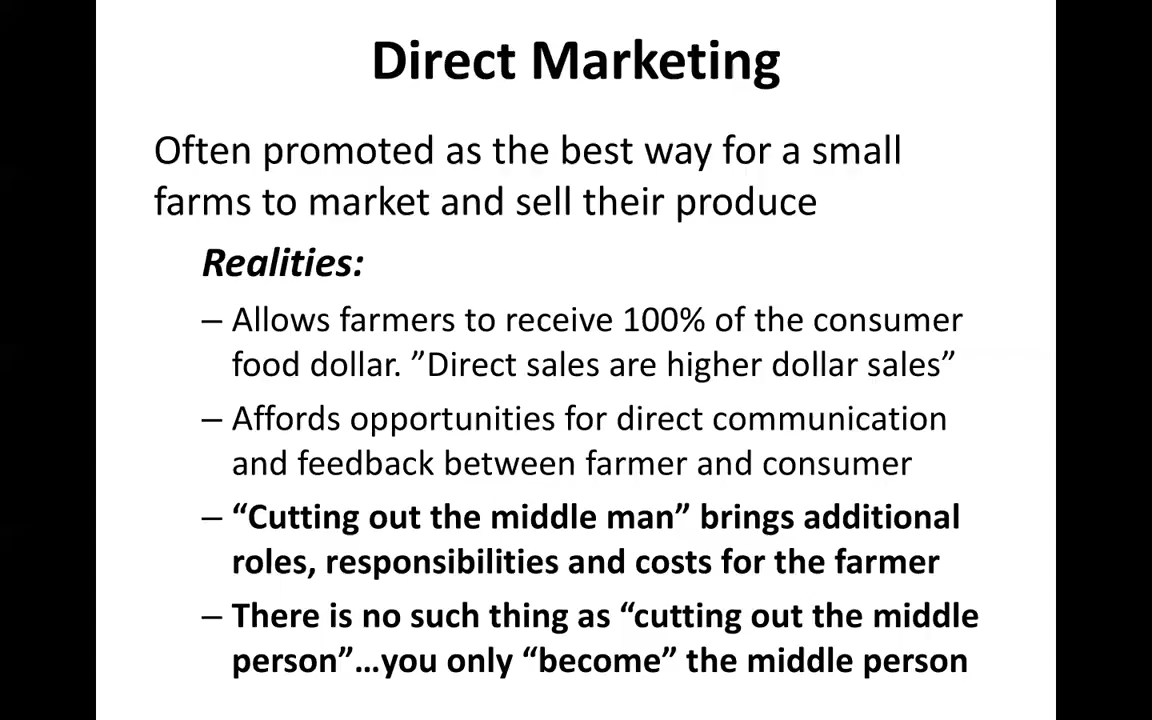 Direct Marketing
Often promoted as the best way for a small
farms to market and sell their produce
Realities:
– Allows farmers to receive 100% of the consumer
food dollar. ”Direct sales are higher dollar sales”
– Affords opportunities for direct communication
and feedback between farmer and consumer
– “Cutting out the middle man” brings additional
roles, responsibilities and costs for the farmer
– There is no such thing as “cutting out the middle
person”…you only “become” the middle person